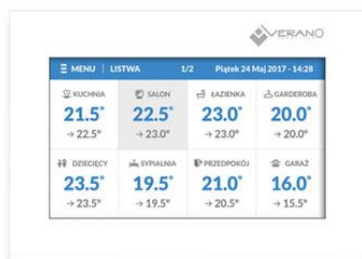 VERANO
MENU | LISTWA 1/2 Piątek 24 Maj 2017 - 14:28
KUCHNIA SALON ŁAZIENKA GARDEROBA
21.5° 22.5° 23.0° 20.0°
→ 22.5° → 23.0° → 23.0° → 20.0°
DZIECIĘCY SYPIALNIA PRZEDPOKÓJ GARAŻ
23.5° 19.5° 21.0° 16.0°
→ 23.5° → 19.5° → 20.5° → 15.5°